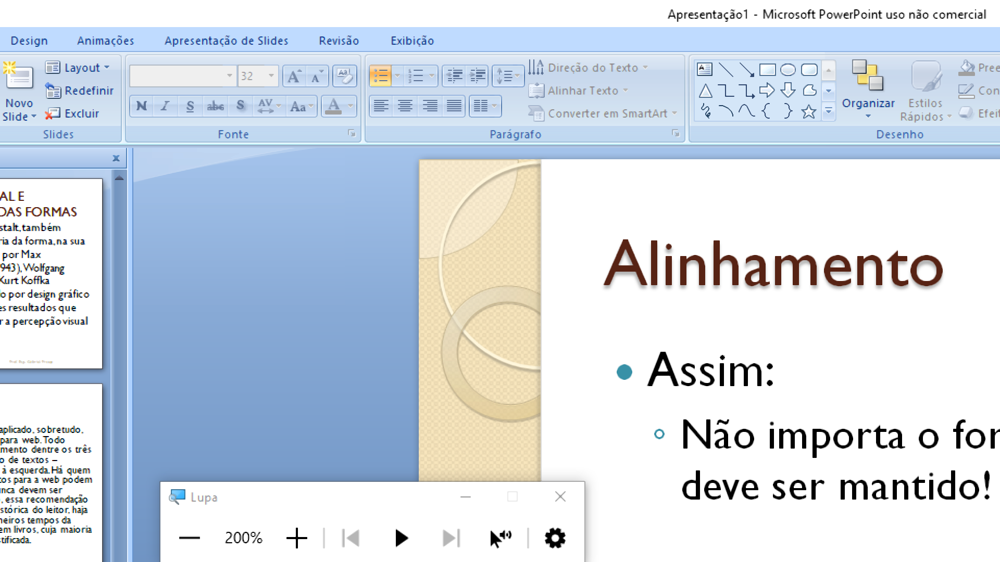 Apresentação1 - Microsoft PowerPoint uso não comercial
Design Animações Apresentação de Slides Revisão Exibição
Layout
Redefinir
Excluir
Novo
Slide
Slides
32
N I S abc S AV Aa A
Fonte
Direção do Texto
Alinhar Texto
Converter em SmartArt
Parágrafo
Organizar
Estilos
Rápidos
Desenho
AL E
DAS FORMAS
stalt, também
ria da forma, na sua
por Max
943), Wolfgang
Kurt Koffka
o por design gráfico
es resultados que
r a percepção visual
aplicado, sobretudo,
para web. Todo
mento dentre os três
o de textos –
à esquerda. Há quem
tos para a web podem
nca devem ser
, essa recomendação
stórica do leitor, haja
neiros tempos da
em livros, cuja maioria
tificada.
Alinhamento
Assim:
Não importa o for
deve ser mantido!
Lupa
200%